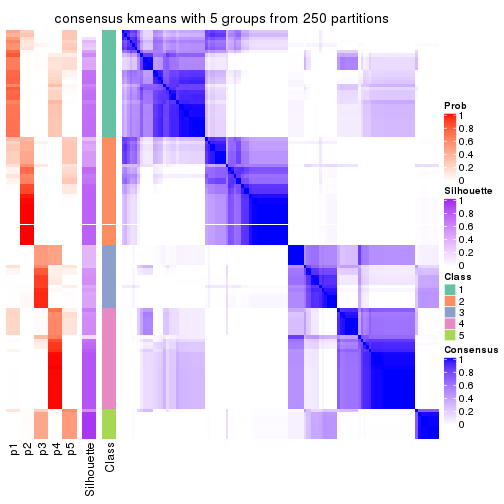 consensus kmeans with 5 groups from 250 partitions
Prob
1
0.8
0.6
0.4
0.2
0
Silhouette
1
0.8
0.6
0.4
0.2
0
Class
1
2
3
4
5
Consensus
1
0.8
0.6
0.4
0.2
0
p1
p2
p3
p4
p5
Silhouette
Class